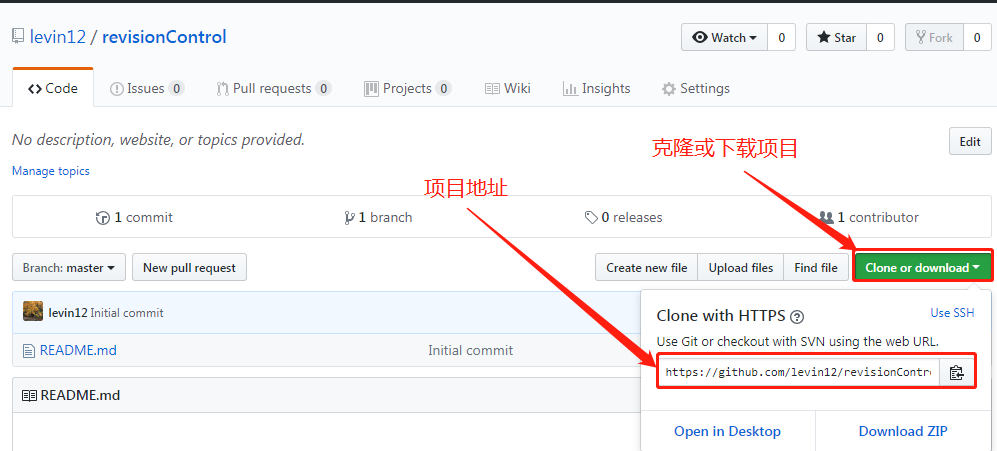 levin12 / revisionControl
Watch 0 Star 0 Fork 0
Code Issues 0 Pull requests 0 Projects 0 Wiki Insights Settings
No description, website, or topics provided. Edit
克隆或下载项目
Manage topics
项目地址
1 commit 1 branch 0 releases 1 contributor
Branch: master New pull request Create new file Upload files Find file Clone or download
levin12 Initial commit
Clone with HTTPS ? Use SSH
Use Git or checkout with SVN using the web URL.
README.md Initial commit
https://github.com/levin12/revisionContro
README.md
Open in Desktop Download ZIP